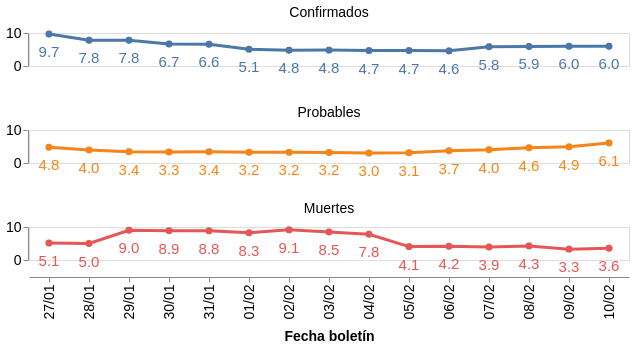 Confirmados
10
0
9.7 7.8 7.8 6.7 6.6 5.1 4.8 4.8 4.7 4.7 4.6 5.8 5.9 6.0 6.0
Probables
10
0
4.8 4.0 3.4 3.3 3.4 3.2 3.2 3.2 3.0 3.1 3.7 4.0 4.6 4.9 6.1
Muertes
10
0
5.1 5.0 9.0 8.9 8.8 8.3 9.1 8.5 7.8 4.1 4.2 3.9 4.3 3.3 3.6
27/01 28/01 29/01 30/01 31/01 01/02 02/02 03/02 04/02 05/02 06/02 07/02 08/02 09/02 10/02
Fecha boletín